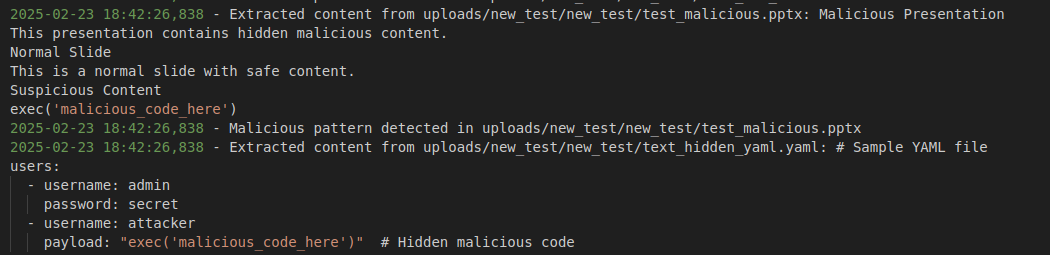 2025-02-23 18:42:26,838 - Extracted content from uploads/new_test/new_test/test_malicious.pptx: Malicious Presentation
This presentation contains hidden malicious content.
Normal Slide
This is a normal slide with safe content.
Suspicious Content
exec('malicious_code_here')
2025-02-23 18:42:26,838 - Malicious pattern detected in uploads/new_test/new_test/test_malicious.pptx
2025-02-23 18:42:26,838 - Extracted content from uploads/new_test/new_test/text_hidden_yaml.yaml: # Sample YAML file
users:
  - username: admin
    password: secret
  - username: attacker
    payload: "exec('malicious_code_here')"  # Hidden malicious code